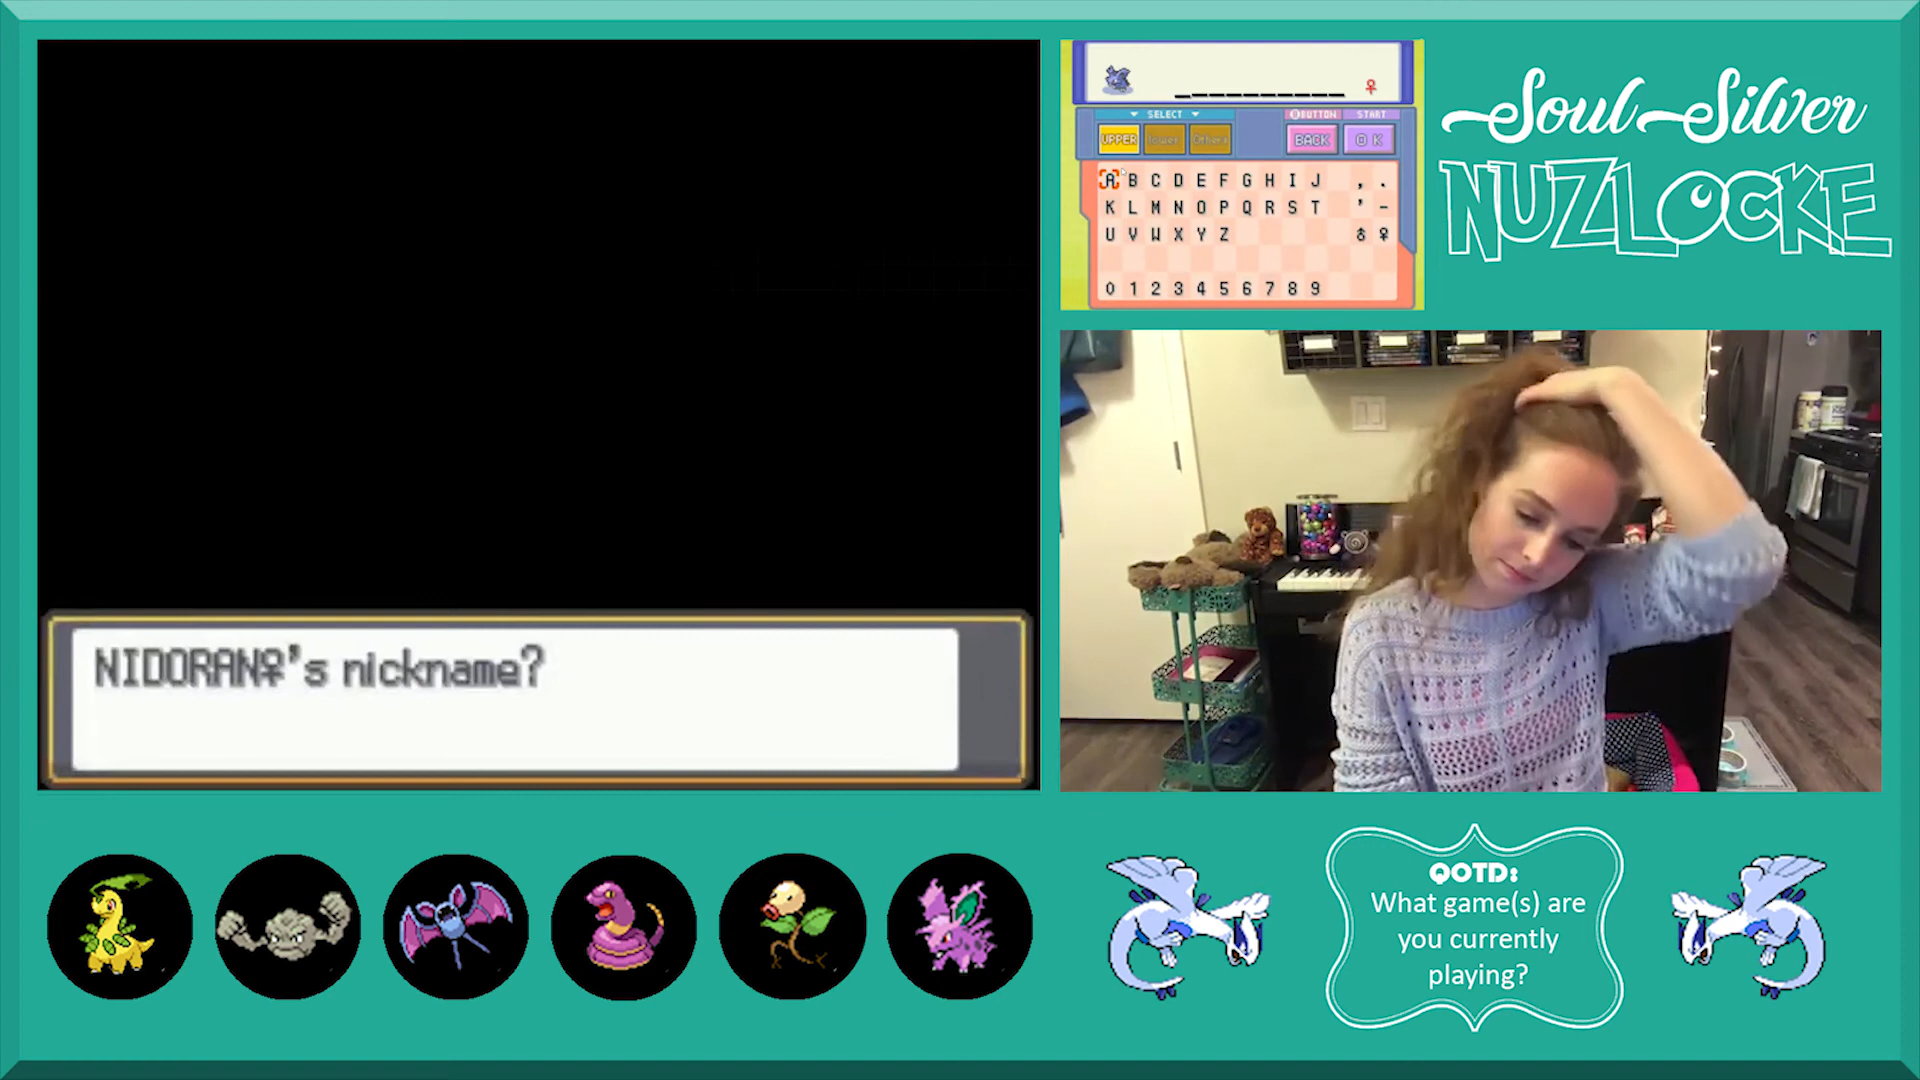 NIDORAN♀'s nickname?
♀
SELECT
BUTTON
START
UPPER
lower
Others
BACK
OK
A B C D E F G H I J , .
K L M N O P Q R S T ' -
U V W X Y Z ♂ ♀
0 1 2 3 4 5 6 7 8 9
Soul Silver
NUZLOCKE
QOTD:
What game(s) are
you currently
playing?